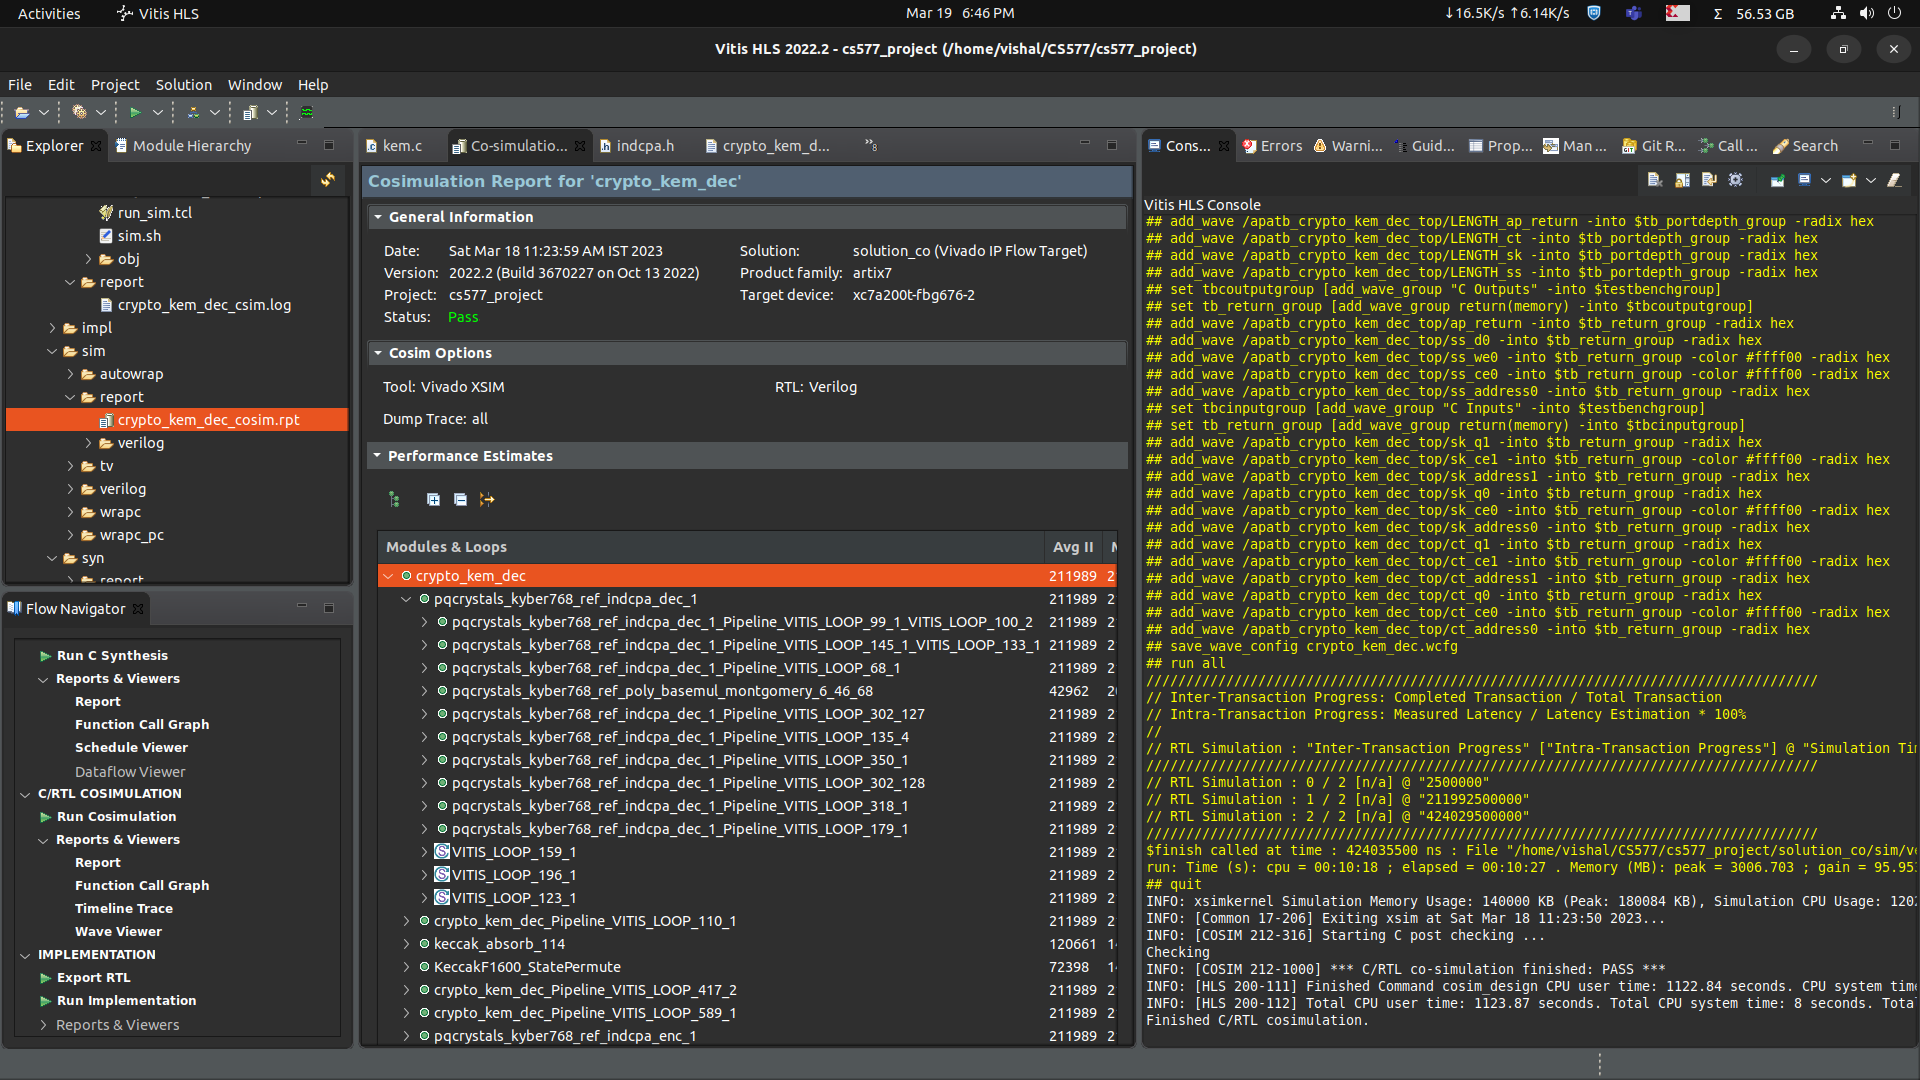 Activities
Vitis HLS
Mar 19 6:46 PM
↓16.5K/s ↑6.14K/s
Σ 56.53 GB
Vitis HLS 2022.2 - cs577_project (/home/vishal/CS577/cs577_project)
File Edit Project Solution Window Help
Explorer
Module Hierarchy
run_sim.tcl
sim.sh
obj
report
crypto_kem_dec_csim.log
impl
sim
autowrap
report
crypto_kem_dec_cosim.rpt
verilog
tv
verilog
wrapc
wrapc_pc
syn
report
Flow Navigator
Run C Synthesis
Reports & Viewers
Report
Function Call Graph
Schedule Viewer
Dataflow Viewer
C/RTL COSIMULATION
Run Cosimulation
Reports & Viewers
Report
Function Call Graph
Timeline Trace
Wave Viewer
IMPLEMENTATION
Export RTL
Run Implementation
Reports & Viewers
kem.c
Co-simulatio...
indcpa.h
crypto_kem_d...
»8
Cosimulation Report for 'crypto_kem_dec'
General Information
Date: Sat Mar 18 11:23:59 AM IST 2023
Solution: solution_co (Vivado IP Flow Target)
Version: 2022.2 (Build 3670227 on Oct 13 2022)
Product family: artix7
Project: cs577_project
Target device: xc7a200t-fbg676-2
Status: Pass
Cosim Options
Tool: Vivado XSIM
RTL: Verilog
Dump Trace: all
Performance Estimates
Modules & Loops Avg II
crypto_kem_dec 211989 2
pqcrystals_kyber768_ref_indcpa_dec_1 211989 2
pqcrystals_kyber768_ref_indcpa_dec_1_Pipeline_VITIS_LOOP_99_1_VITIS_LOOP_100_2 211989 2
pqcrystals_kyber768_ref_indcpa_dec_1_Pipeline_VITIS_LOOP_145_1_VITIS_LOOP_133_1 211989 2
pqcrystals_kyber768_ref_indcpa_dec_1_Pipeline_VITIS_LOOP_68_1 211989 2
pqcrystals_kyber768_ref_poly_basemul_montgomery_6_46_68 42962
pqcrystals_kyber768_ref_indcpa_dec_1_Pipeline_VITIS_LOOP_302_127 211989 2
pqcrystals_kyber768_ref_indcpa_dec_1_Pipeline_VITIS_LOOP_135_4 211989 2
pqcrystals_kyber768_ref_indcpa_dec_1_Pipeline_VITIS_LOOP_350_1 211989 2
pqcrystals_kyber768_ref_indcpa_dec_1_Pipeline_VITIS_LOOP_302_128 211989 2
pqcrystals_kyber768_ref_indcpa_dec_1_Pipeline_VITIS_LOOP_318_1 211989 2
pqcrystals_kyber768_ref_indcpa_dec_1_Pipeline_VITIS_LOOP_179_1 211989 2
VITIS_LOOP_159_1 211989 2
VITIS_LOOP_196_1 211989 2
VITIS_LOOP_123_1 211989 2
crypto_kem_dec_Pipeline_VITIS_LOOP_110_1 211989 2
keccak_absorb_114 120661
KeccakF1600_StatePermute 72398
crypto_kem_dec_Pipeline_VITIS_LOOP_417_2 211989 2
crypto_kem_dec_Pipeline_VITIS_LOOP_589_1 211989 2
pqcrystals_kyber768_ref_indcpa_enc_1 211989 2
Cons... Errors Warni... Guid... Prop... Man ... Git R... Call ... Search
Vitis HLS Console
## add_wave /apatb_crypto_kem_dec_top/LENGTH_ap_return -into $tb_portdepth_group -radix hex
## add_wave /apatb_crypto_kem_dec_top/LENGTH_ct -into $tb_portdepth_group -radix hex
## add_wave /apatb_crypto_kem_dec_top/LENGTH_sk -into $tb_portdepth_group -radix hex
## add_wave /apatb_crypto_kem_dec_top/LENGTH_ss -into $tb_portdepth_group -radix hex
## set tbcoutputgroup [add_wave_group "C Outputs" -into $testbenchgroup]
## set tb_return_group [add_wave_group return(memory) -into $tbcoutputgroup]
## add_wave /apatb_crypto_kem_dec_top/ap_return -into $tb_return_group -radix hex
## add_wave /apatb_crypto_kem_dec_top/ss_d0 -into $tb_return_group -radix hex
## add_wave /apatb_crypto_kem_dec_top/ss_we0 -into $tb_return_group -color #ffff00 -radix hex
## add_wave /apatb_crypto_kem_dec_top/ss_ce0 -into $tb_return_group -color #ffff00 -radix hex
## add_wave /apatb_crypto_kem_dec_top/ss_address0 -into $tb_return_group -radix hex
## set tbcinputgroup [add_wave_group "C Inputs" -into $testbenchgroup]
## set tb_return_group [add_wave_group return(memory) -into $tbcinputgroup]
## add_wave /apatb_crypto_kem_dec_top/sk_q1 -into $tb_return_group -radix hex
## add_wave /apatb_crypto_kem_dec_top/sk_ce1 -into $tb_return_group -color #ffff00 -radix hex
## add_wave /apatb_crypto_kem_dec_top/sk_address1 -into $tb_return_group -radix hex
## add_wave /apatb_crypto_kem_dec_top/sk_q0 -into $tb_return_group -radix hex
## add_wave /apatb_crypto_kem_dec_top/sk_ce0 -into $tb_return_group -color #ffff00 -radix hex
## add_wave /apatb_crypto_kem_dec_top/sk_address0 -into $tb_return_group -radix hex
## add_wave /apatb_crypto_kem_dec_top/ct_q1 -into $tb_return_group -radix hex
## add_wave /apatb_crypto_kem_dec_top/ct_ce1 -into $tb_return_group -color #ffff00 -radix hex
## add_wave /apatb_crypto_kem_dec_top/ct_address1 -into $tb_return_group -radix hex
## add_wave /apatb_crypto_kem_dec_top/ct_q0 -into $tb_return_group -radix hex
## add_wave /apatb_crypto_kem_dec_top/ct_ce0 -into $tb_return_group -color #ffff00 -radix hex
## add_wave /apatb_crypto_kem_dec_top/ct_address0 -into $tb_return_group -radix hex
## save_wave_config crypto_kem_dec.wcfg
## run all
////////////////////////////////////////////////////////////////////////////////////
// Inter-Transaction Progress: Completed Transaction / Total Transaction
// Intra-Transaction Progress: Measured Latency / Latency Estimation * 100%
//
// RTL Simulation : "Inter-Transaction Progress" ["Intra-Transaction Progress"] @ "Simulation Ti
////////////////////////////////////////////////////////////////////////////////////
// RTL Simulation : 0 / 2 [n/a] @ "2500000"
// RTL Simulation : 1 / 2 [n/a] @ "211992500000"
// RTL Simulation : 2 / 2 [n/a] @ "424029500000"
////////////////////////////////////////////////////////////////////////////////////
$finish called at time : 424035500 ns : File "/home/vishal/CS577/cs577_project/solution_co/sim/ve
run: Time (s): cpu = 00:10:18 ; elapsed = 00:10:27 . Memory (MB): peak = 3006.703 ; gain = 95.95
## quit
INFO: xsimkernel Simulation Memory Usage: 140000 KB (Peak: 180084 KB), Simulation CPU Usage: 120
INFO: [Common 17-206] Exiting xsim at Sat Mar 18 11:23:50 2023...
INFO: [COSIM 212-316] Starting C post checking ...
Checking
INFO: [COSIM 212-1000] *** C/RTL co-simulation finished: PASS ***
INFO: [HLS 200-111] Finished Command cosim_design CPU user time: 1122.84 seconds. CPU system time
INFO: [HLS 200-112] Total CPU user time: 1123.87 seconds. Total CPU system time: 8 seconds. Total
Finished C/RTL cosimulation.